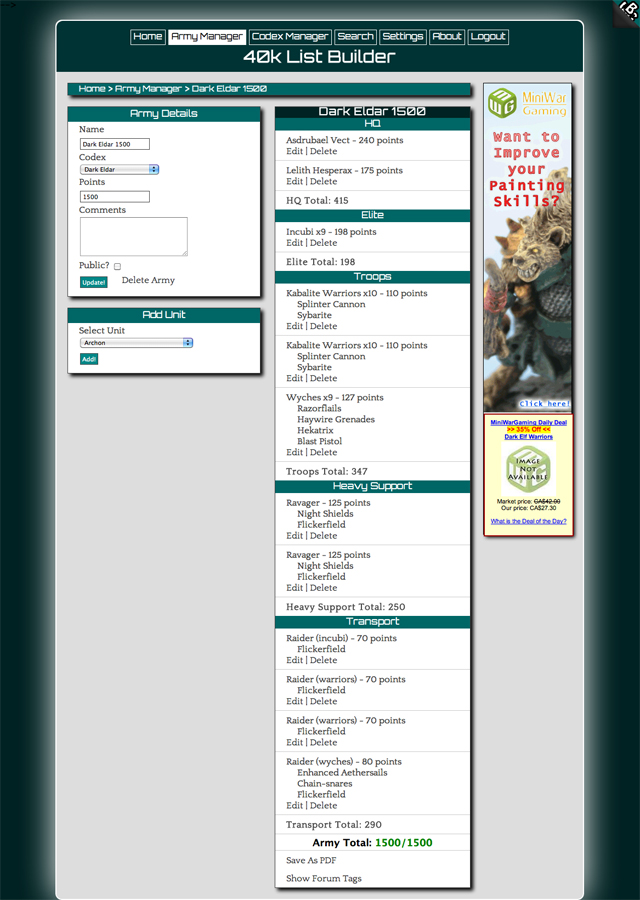 -->
Home Army Manager Codex Manager Search Settings About Logout
40k List Builder
Home > Army Manager > Dark Eldar 1500
Army Details
Name
Dark Eldar 1500
Codex
Dark Eldar
Points
1500
Comments
Public?
Update! Delete Army
Add Unit
Select Unit
Archon
Add!
Dark Eldar 1500
HQ
Asdrubael Vect - 240 points
Edit | Delete
Lelith Hesperax - 175 points
Edit | Delete
HQ Total: 415
Elite
Incubi x9 - 198 points
Edit | Delete
Elite Total: 198
Troops
Kabalite Warriors x10 - 110 points
Splinter Cannon
Sybarite
Edit | Delete
Kabalite Warriors x10 - 110 points
Splinter Cannon
Sybarite
Edit | Delete
Wyches x9 - 127 points
Razorflails
Haywire Grenades
Hekatrix
Blast Pistol
Edit | Delete
Troops Total: 347
Heavy Support
Ravager - 125 points
Night Shields
Flickerfield
Edit | Delete
Ravager - 125 points
Night Shields
Flickerfield
Edit | Delete
Heavy Support Total: 250
Transport
Raider (incubi) - 70 points
Flickerfield
Edit | Delete
Raider (warriors) - 70 points
Flickerfield
Edit | Delete
Raider (warriors) - 70 points
Flickerfield
Edit | Delete
Raider (wyches) - 80 points
Enhanced Aethersails
Chain-snares
Flickerfield
Edit | Delete
Transport Total: 290
Army Total: 1500/1500
Save As PDF
Show Forum Tags
MWG MiniWar
Gaming
Want to
Improve
your
Painting
Skills?
Click here!
MiniWarGaming Daily Deal
>> 35% Off <<
Dark Elf Warriors
IMAGE
NOT
AVAILABLE
Market price: CA$42.00
Our price: CA$27.30
What is the Deal of the Day?